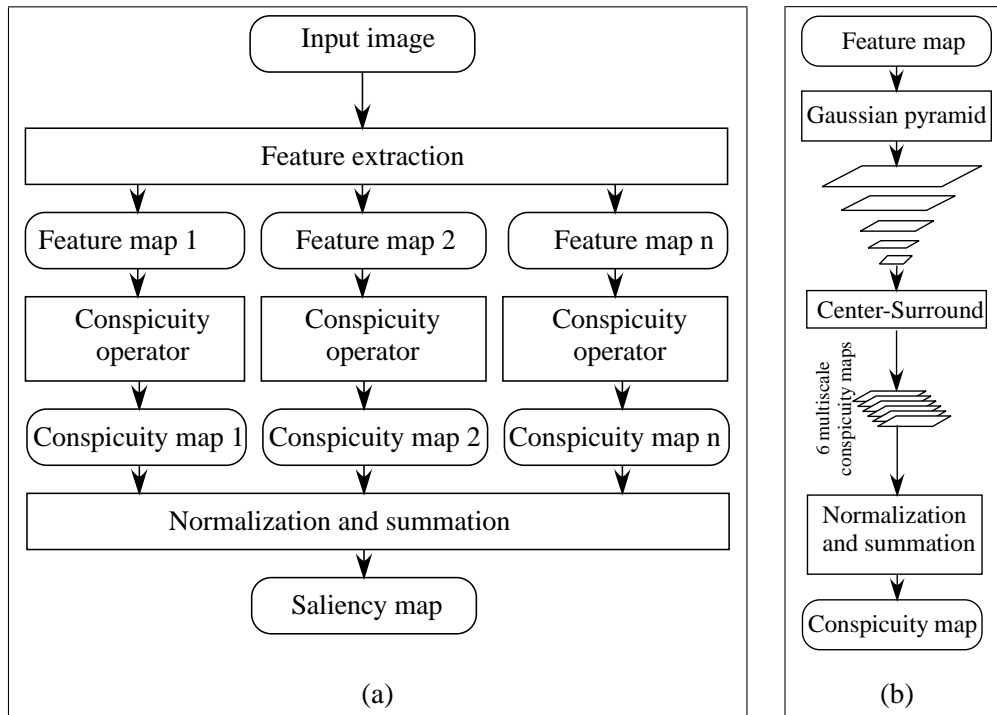 Input image
Feature extraction
Feature map 1
Feature map 2
Feature map n
Conspicuity
operator
Conspicuity
operator
Conspicuity
operator
Conspicuity map 1
Conspicuity map 2
Conspicuity map n
Normalization and summation
Saliency map
(a)
Feature map
Gaussian pyramid
Center-Surround
6 multiscale
conspicuity maps
Normalization
and summation
Conspicuity map
(b)